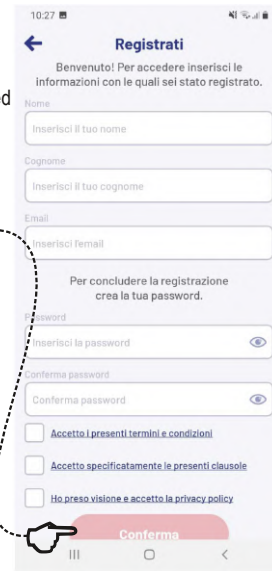 10:27
Registrati
Benvenuto! Per accedere inserisci le
informazioni con le quali sei stato registrato.
ed
Nome
Inserisci il tuo nome
Cognome
Inserisci il tuo cognome
Email
Inserisci l'email
Per concludere la registrazione
crea la tua password.
Password
Inserisci la password
Conferma password
Conferma password
Accetto i presenti termini e condizioni
Accetto specificatamente le presenti clausole
Ho preso visione e accetto la privacy policy
Conferma